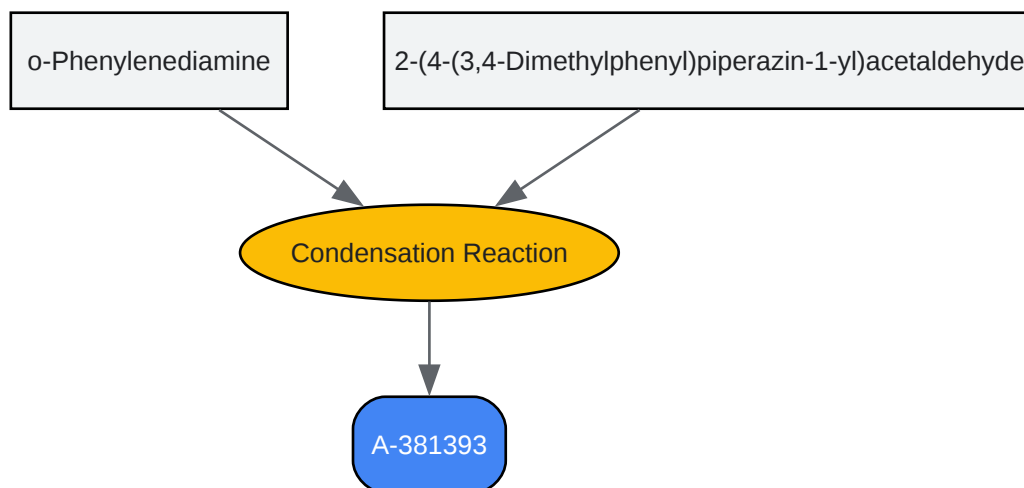 o-Phenylenediamine
2-(4-(3,4-Dimethylphenyl)piperazin-1-yl)acetaldehyde
Condensation Reaction
A-381393